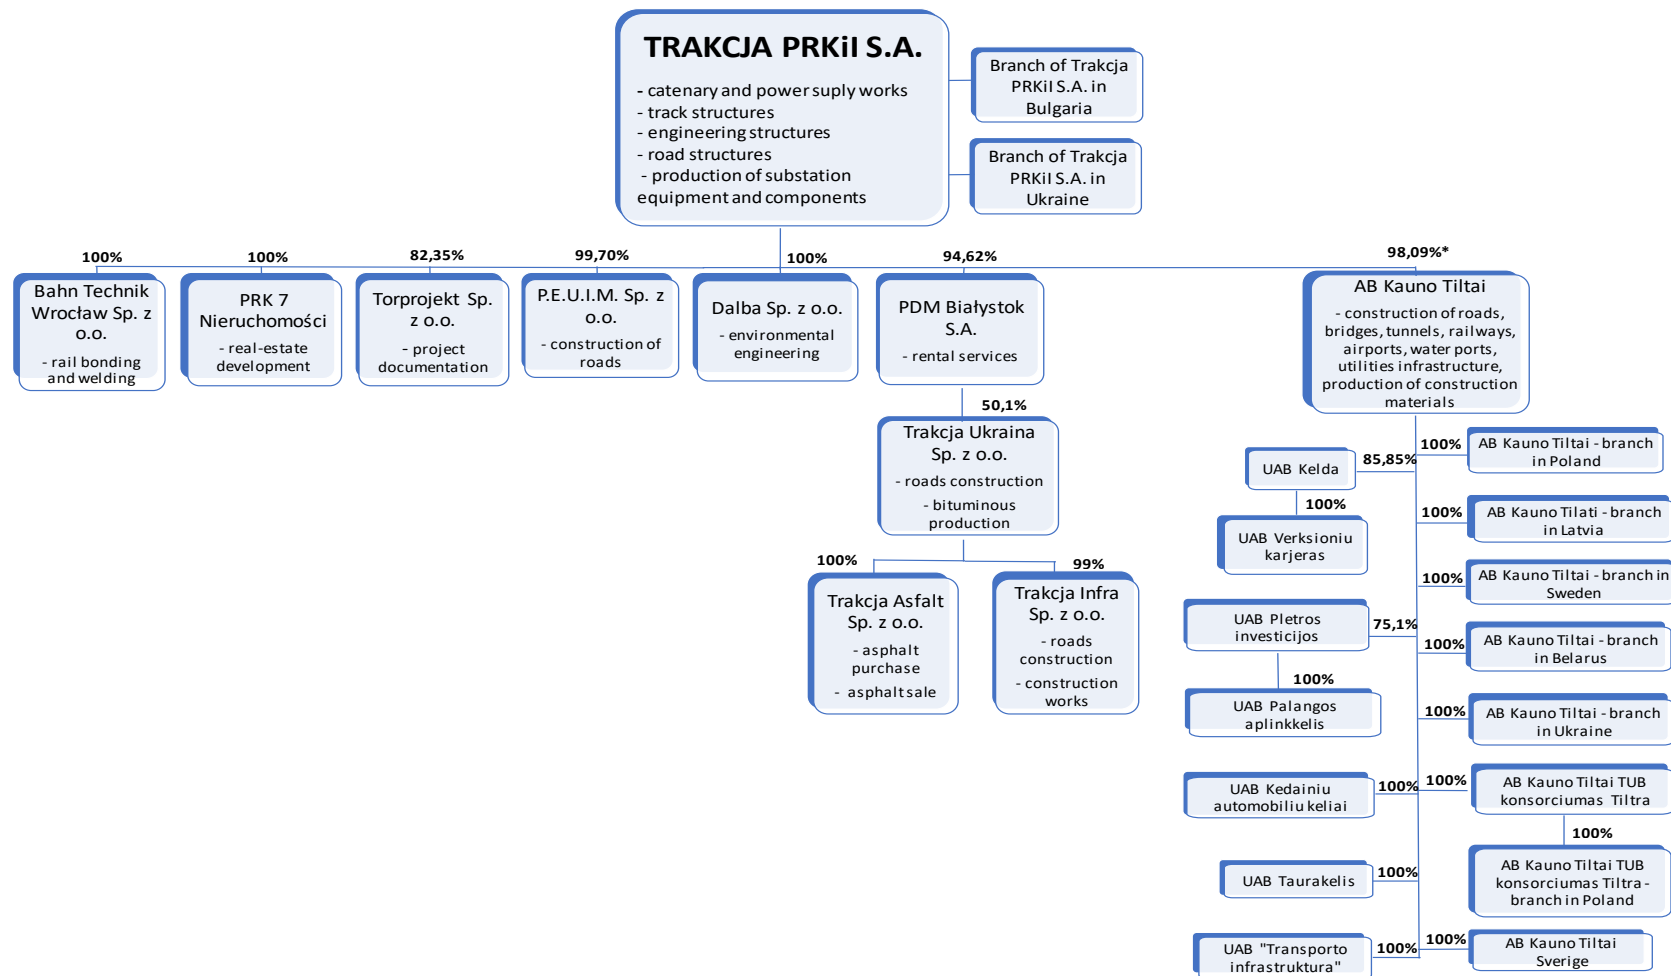 TRAKCJA PRKiI S.A.
- catenary and power suply works
- track structures
- engineering structures
- road structures
- production of substation
equipment and components
Branch of Trakcja
PRKiI S.A. in
Bulgaria
Branch of Trakcja
PRKiI S.A. in
Ukraine
100%
Bahn Technik
Wrocław Sp. z
o.o.
- rail bonding
and welding
100%
PRK 7
Nieruchomości
- real-estate
development
82,35%
Torprojekt Sp.
z o.o.
- project
documentation
99,70%
P.E.U.I.M. Sp. z
o.o.
- construction of
roads
100%
Dalba Sp. z o.o.
- environmental
engineering
94,62%
PDM Białystok
S.A.
- rental services
98,09%*
AB Kauno Tiltai
- construction of roads,
bridges, tunnels, railways,
airports, water ports,
utilities infrastructure,
production of construction
materials
50,1%
Trakcja Ukraina
Sp. z o.o.
- roads construction
- bituminous
production
100%
Trakcja Asfalt
Sp. z o.o.
- asphalt
purchase
- asphalt sale
99%
Trakcja Infra
Sp. z o.o.
- roads
construction
- construction
works
UAB Kelda
85,85%
100%
UAB Verksioniu
karjeras
UAB Pletros
investicijos
75,1%
100%
UAB Palangos
aplinkkelis
UAB Kedainiu
automobiliu keliai
100%
UAB Taurakelis
100%
UAB "Transporto
infrastruktura"
100%
100%
AB Kauno Tiltai - branch
in Poland
100%
AB Kauno Tilati - branch
in Latvia
100%
AB Kauno Tiltai - branch in
Sweden
100%
AB Kauno Tiltai - branch
in Belarus
100%
AB Kauno Tiltai - branch
in Ukraine
100%
AB Kauno Tiltai TUB
konsorciumas Tiltra
100%
AB Kauno Tiltai TUB
konsorciumas Tiltra -
branch in Poland
100%
AB Kauno Tiltai
Sverige